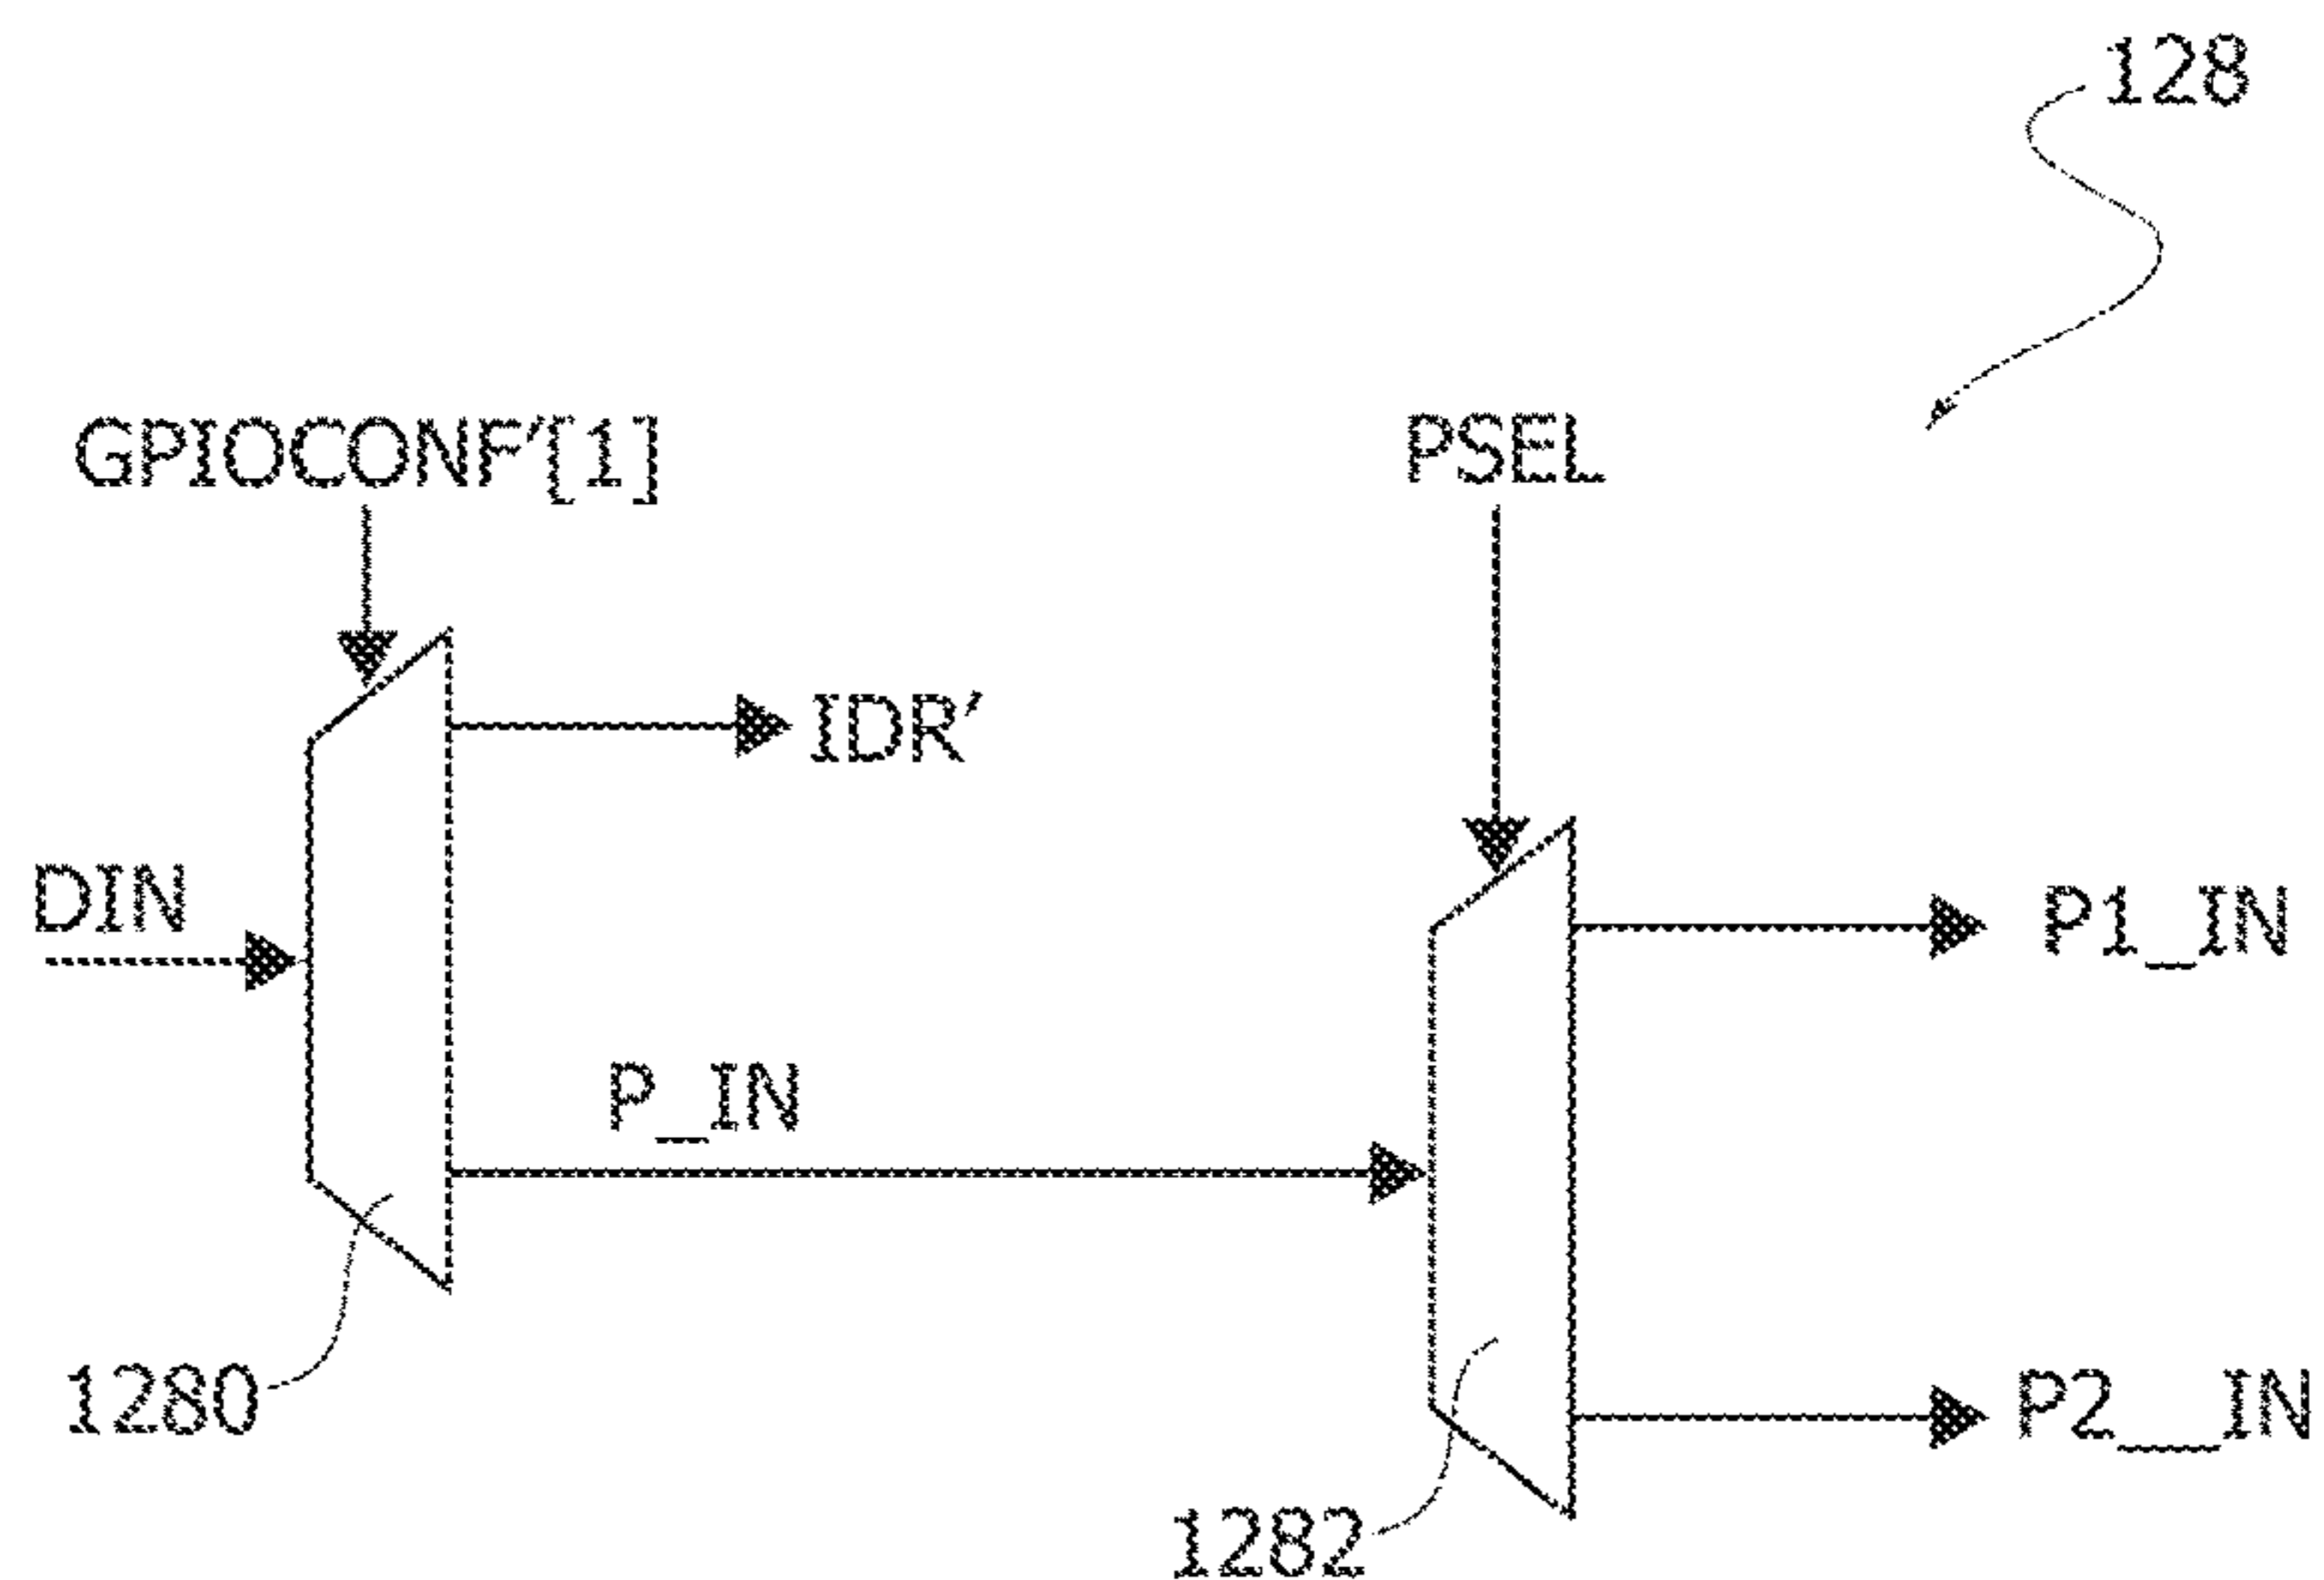 128
GPIOCONF'[1]
PSEL
IDR'
DIN
P1_IN
P_IN
1280
P2__IN
1282